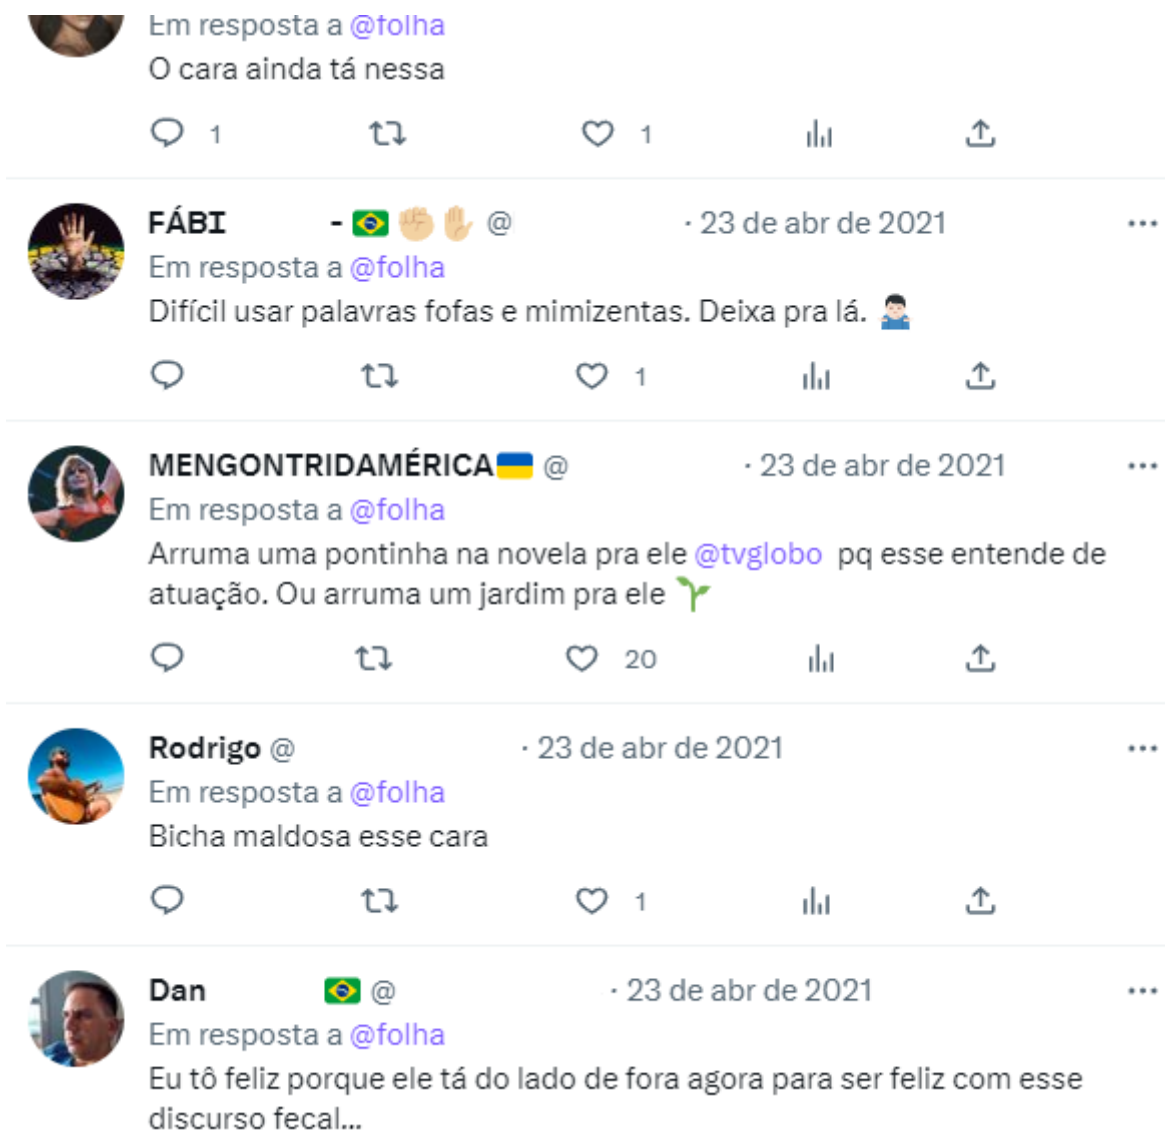 Em resposta a @folha
O cara ainda tá nessa
1 1
FÁBI - @ · 23 de abr de 2021
Em resposta a @folha
Difícil usar palavras fofas e mimizentas. Deixa pra lá.
1
MENGONTRIDAMÉRICA @ · 23 de abr de 2021
Em resposta a @folha
Arruma uma pontinha na novela pra ele @tvglobo pq esse entende de
atuação. Ou arruma um jardim pra ele
20
Rodrigo @ · 23 de abr de 2021
Em resposta a @folha
Bicha maldosa esse cara
1
Dan @ · 23 de abr de 2021
Em resposta a @folha
Eu tô feliz porque ele tá do lado de fora agora para ser feliz com esse
discurso fecal...